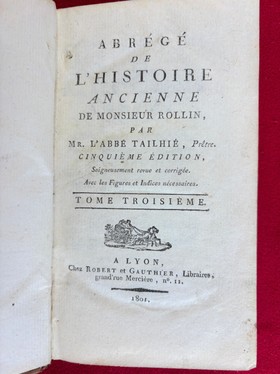 ABRÉGÉ
DE
L'HISTOIRE
ANCIENNE
DE MONSIEUR ROLLIN,
PAR
MR. L'ABBÉ TAILHIÉ, Prêtre.
CINQUIÈME ÉDITION,
Soigneusement revue et corrigée.
Avec les Figures et Indices nécessaires.
TOME TROISIÈME.
A LYON,
Chez ROBERT et GAUTHIER, Libraires,
grand'rue Mercière, n°. 11.
1801.